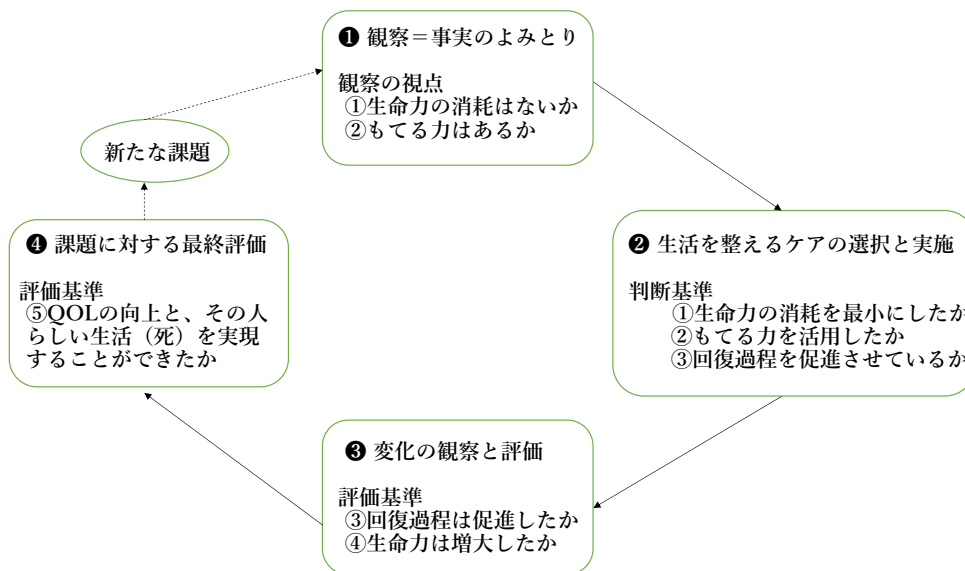 ❶ 観察＝事実のよみとり
観察の視点
①生命力の消耗はないか
②もてる力はあるか
新たな課題
❷ 生活を整えるケアの選択と実施
判断基準
①生命力の消耗を最小にしたか
②もてる力を活用したか
③回復過程を促進させているか
❸ 変化の観察と評価
評価基準
③回復過程は促進したか
④生命力は増大したか
❹ 課題に対する最終評価
評価基準
⑤QOLの向上と、その人
らしい生活（死）を実現
することができたか